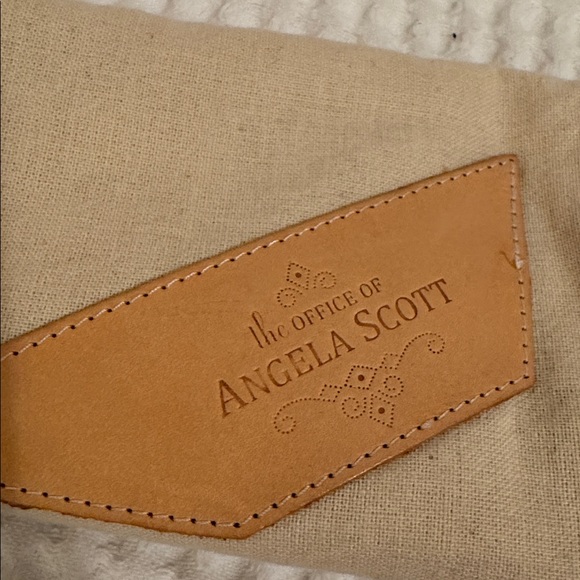 the OFFICE OF
ANGELA SCOTT